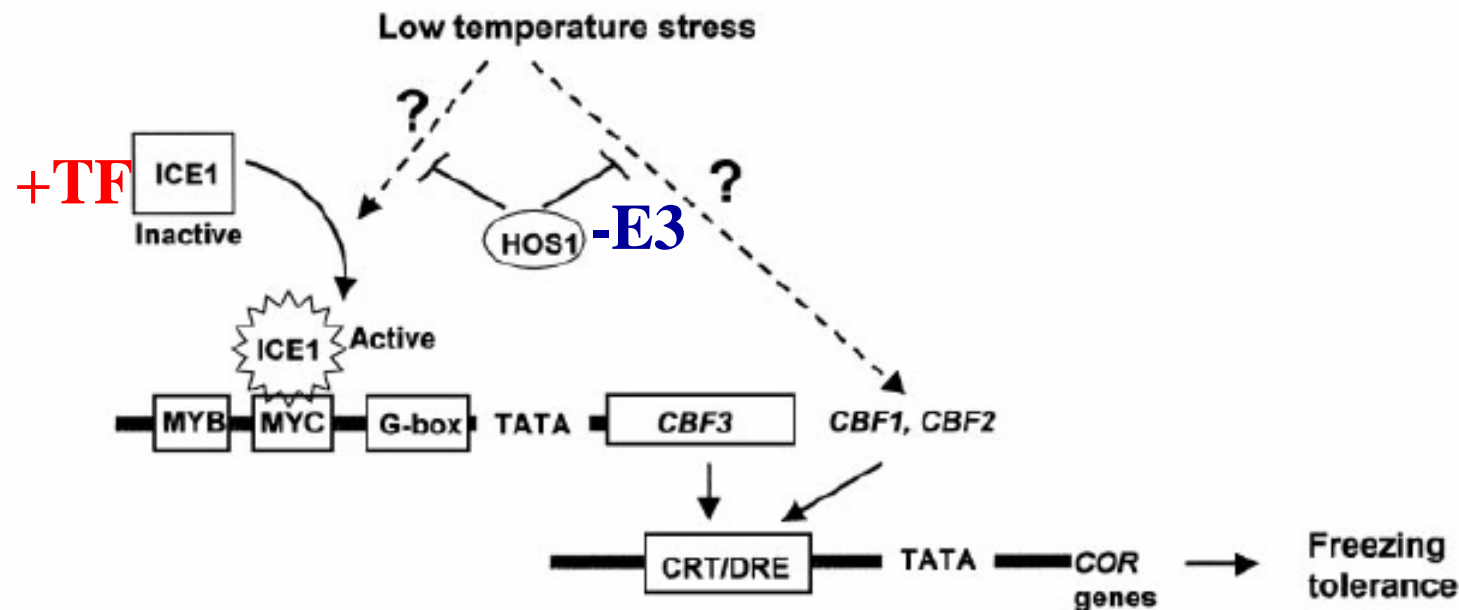 Low temperature stress
?
?
+TF
ICE1
Inactive
HOS1
-E3
ICE1
Active
MYB
MYC
G-box
TATA
CBF3
CBF1, CBF2
CRT/DRE
TATA
COR
genes
Freezing
tolerance